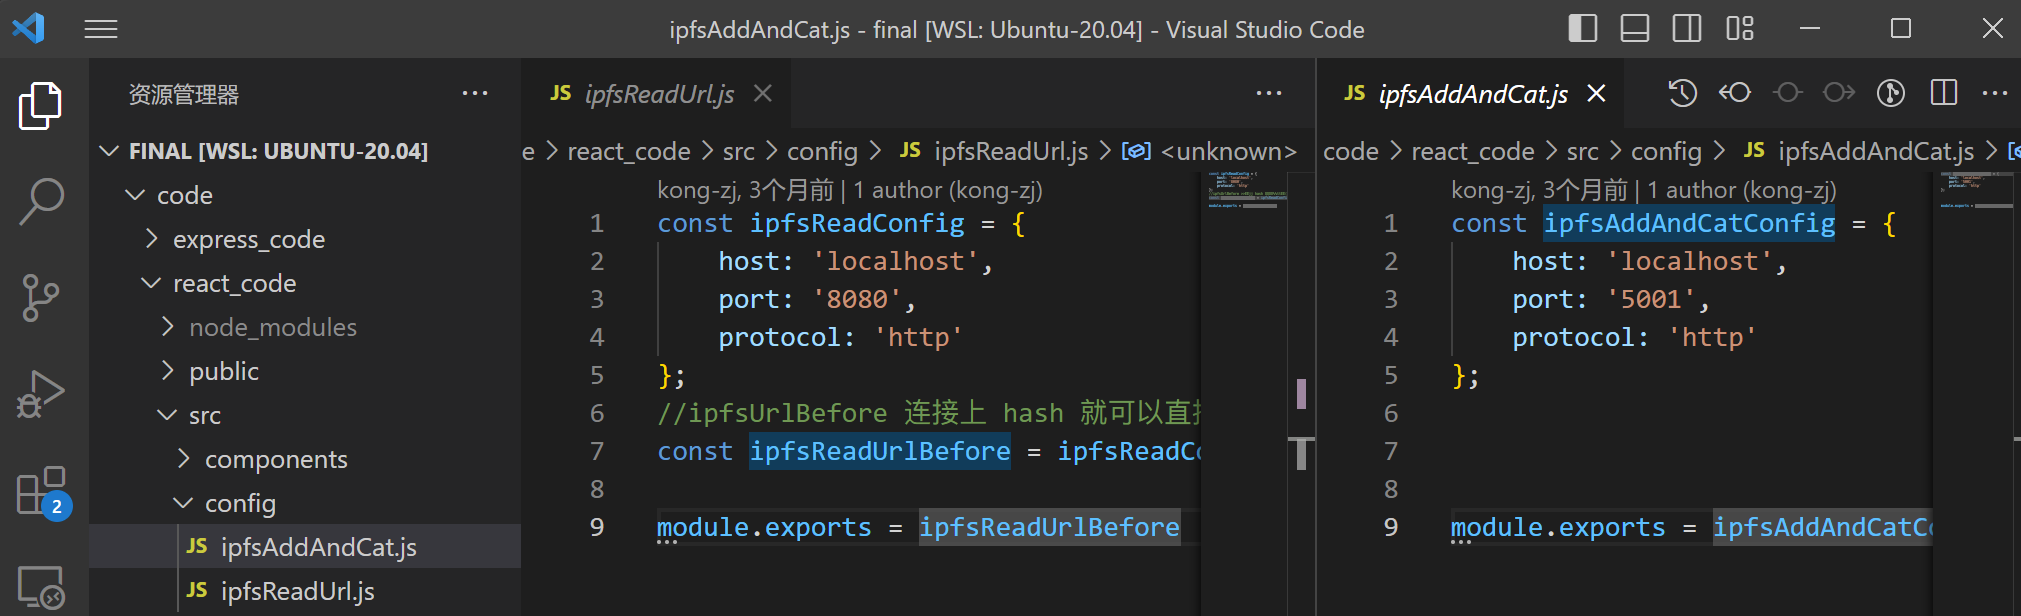 ipfsAddAndCat.js - final [WSL: Ubuntu-20.04] - Visual Studio Code
资源管理器
FINAL [WSL: UBUNTU-20.04]
code
express_code
react_code
node_modules
public
src
components
config
JS ipfsAddAndCat.js
JS ipfsReadUrl.js
2
JS ipfsReadUrl.js
e > react_code > src > config > JS ipfsReadUrl.js > <unknown>
kong-zj, 3个月前 | 1 author (kong-zj)
1 const ipfsReadConfig = {
2 host: 'localhost',
3 port: '8080',
4 protocol: 'http'
5 };
6 //ipfsUrlBefore 连接上 hash 就可以直
7 const ipfsReadUrlBefore = ipfsReadCo
8
9 module.exports = ipfsReadUrlBefore
JS ipfsAddAndCat.js
code > react_code > src > config > JS ipfsAddAndCat.js >
kong-zj, 3个月前 | 1 author (kong-zj)
1 const ipfsAddAndCatConfig = {
2 host: 'localhost',
3 port: '5001',
4 protocol: 'http'
5 };
6
7
8
9 module.exports = ipfsAddAndCatCo